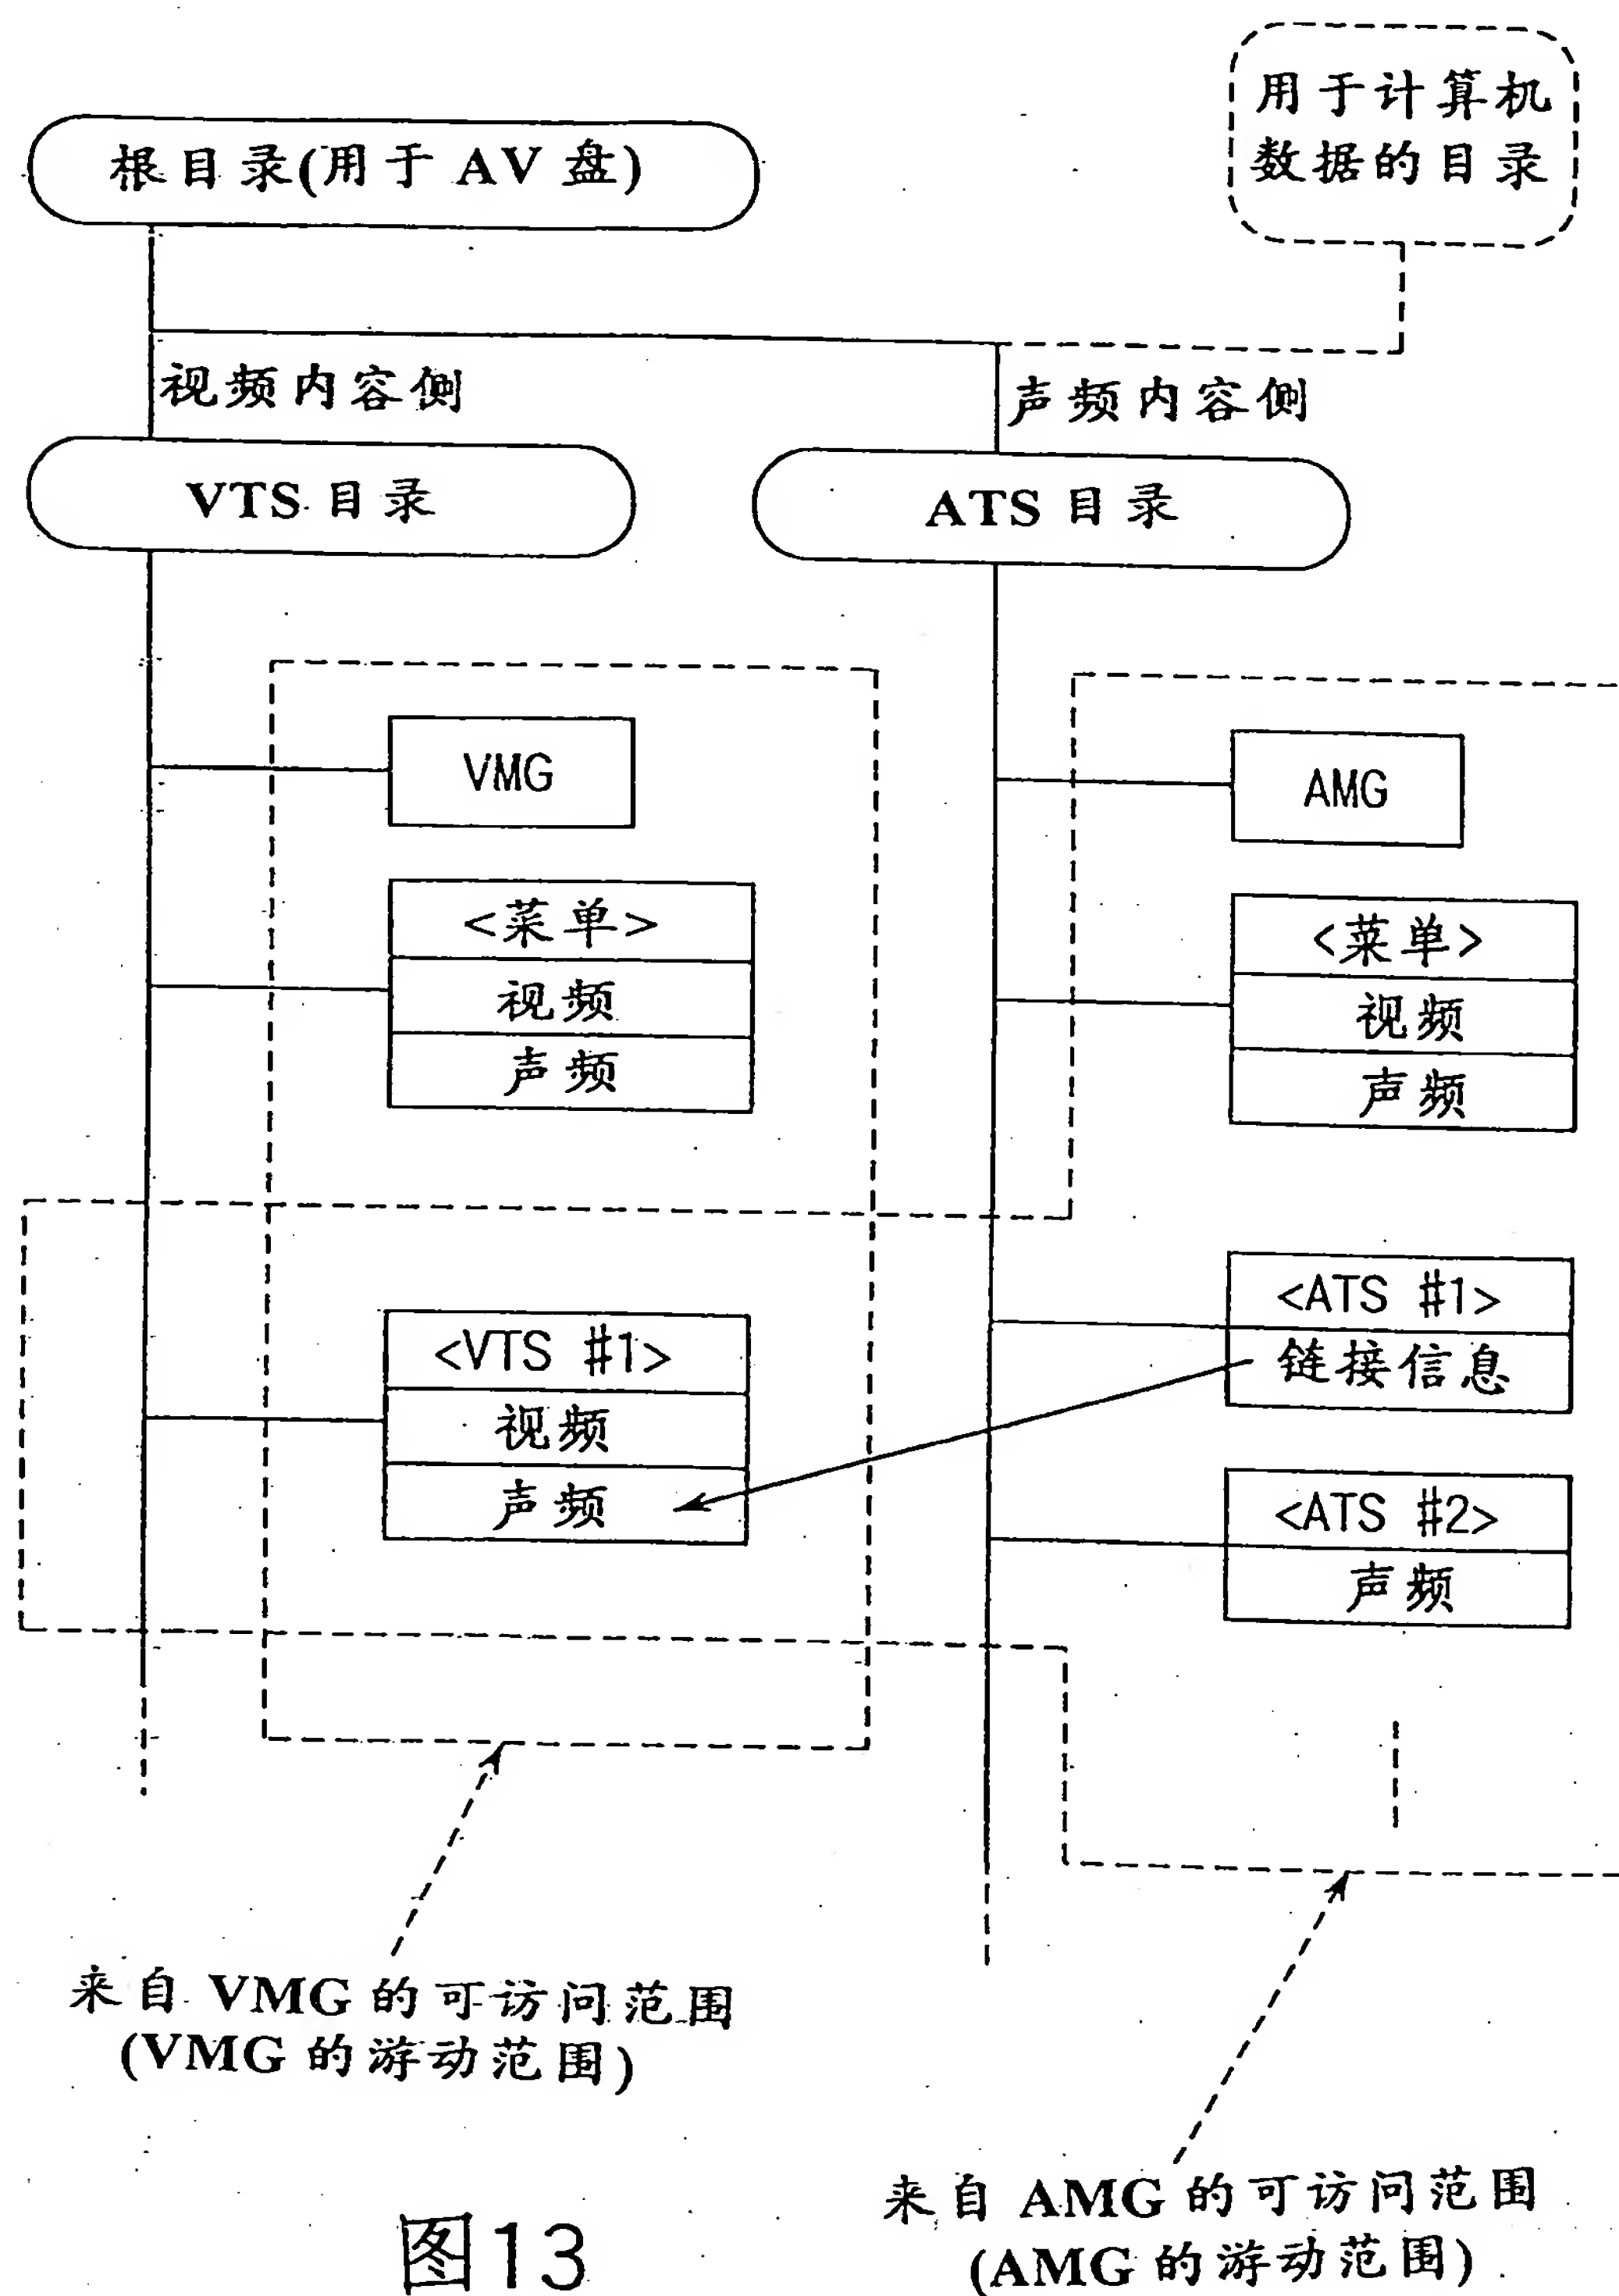 用于计算机
数据的目录
根目录(用于 AV 盘)
视频内容侧
声频内容侧
VTS 目录
ATS 目录
VMG
<菜单>
视频
声频
<VTS #1>
视频
声频
AMG
<菜单>
视频
声频
<ATS #1>
链接信息
<ATS #2>
声频
来自 VMG 的可访问范围
(VMG 的游动范围)
来自 AMG 的可访问范围
(AMG 的游动范围)
图13